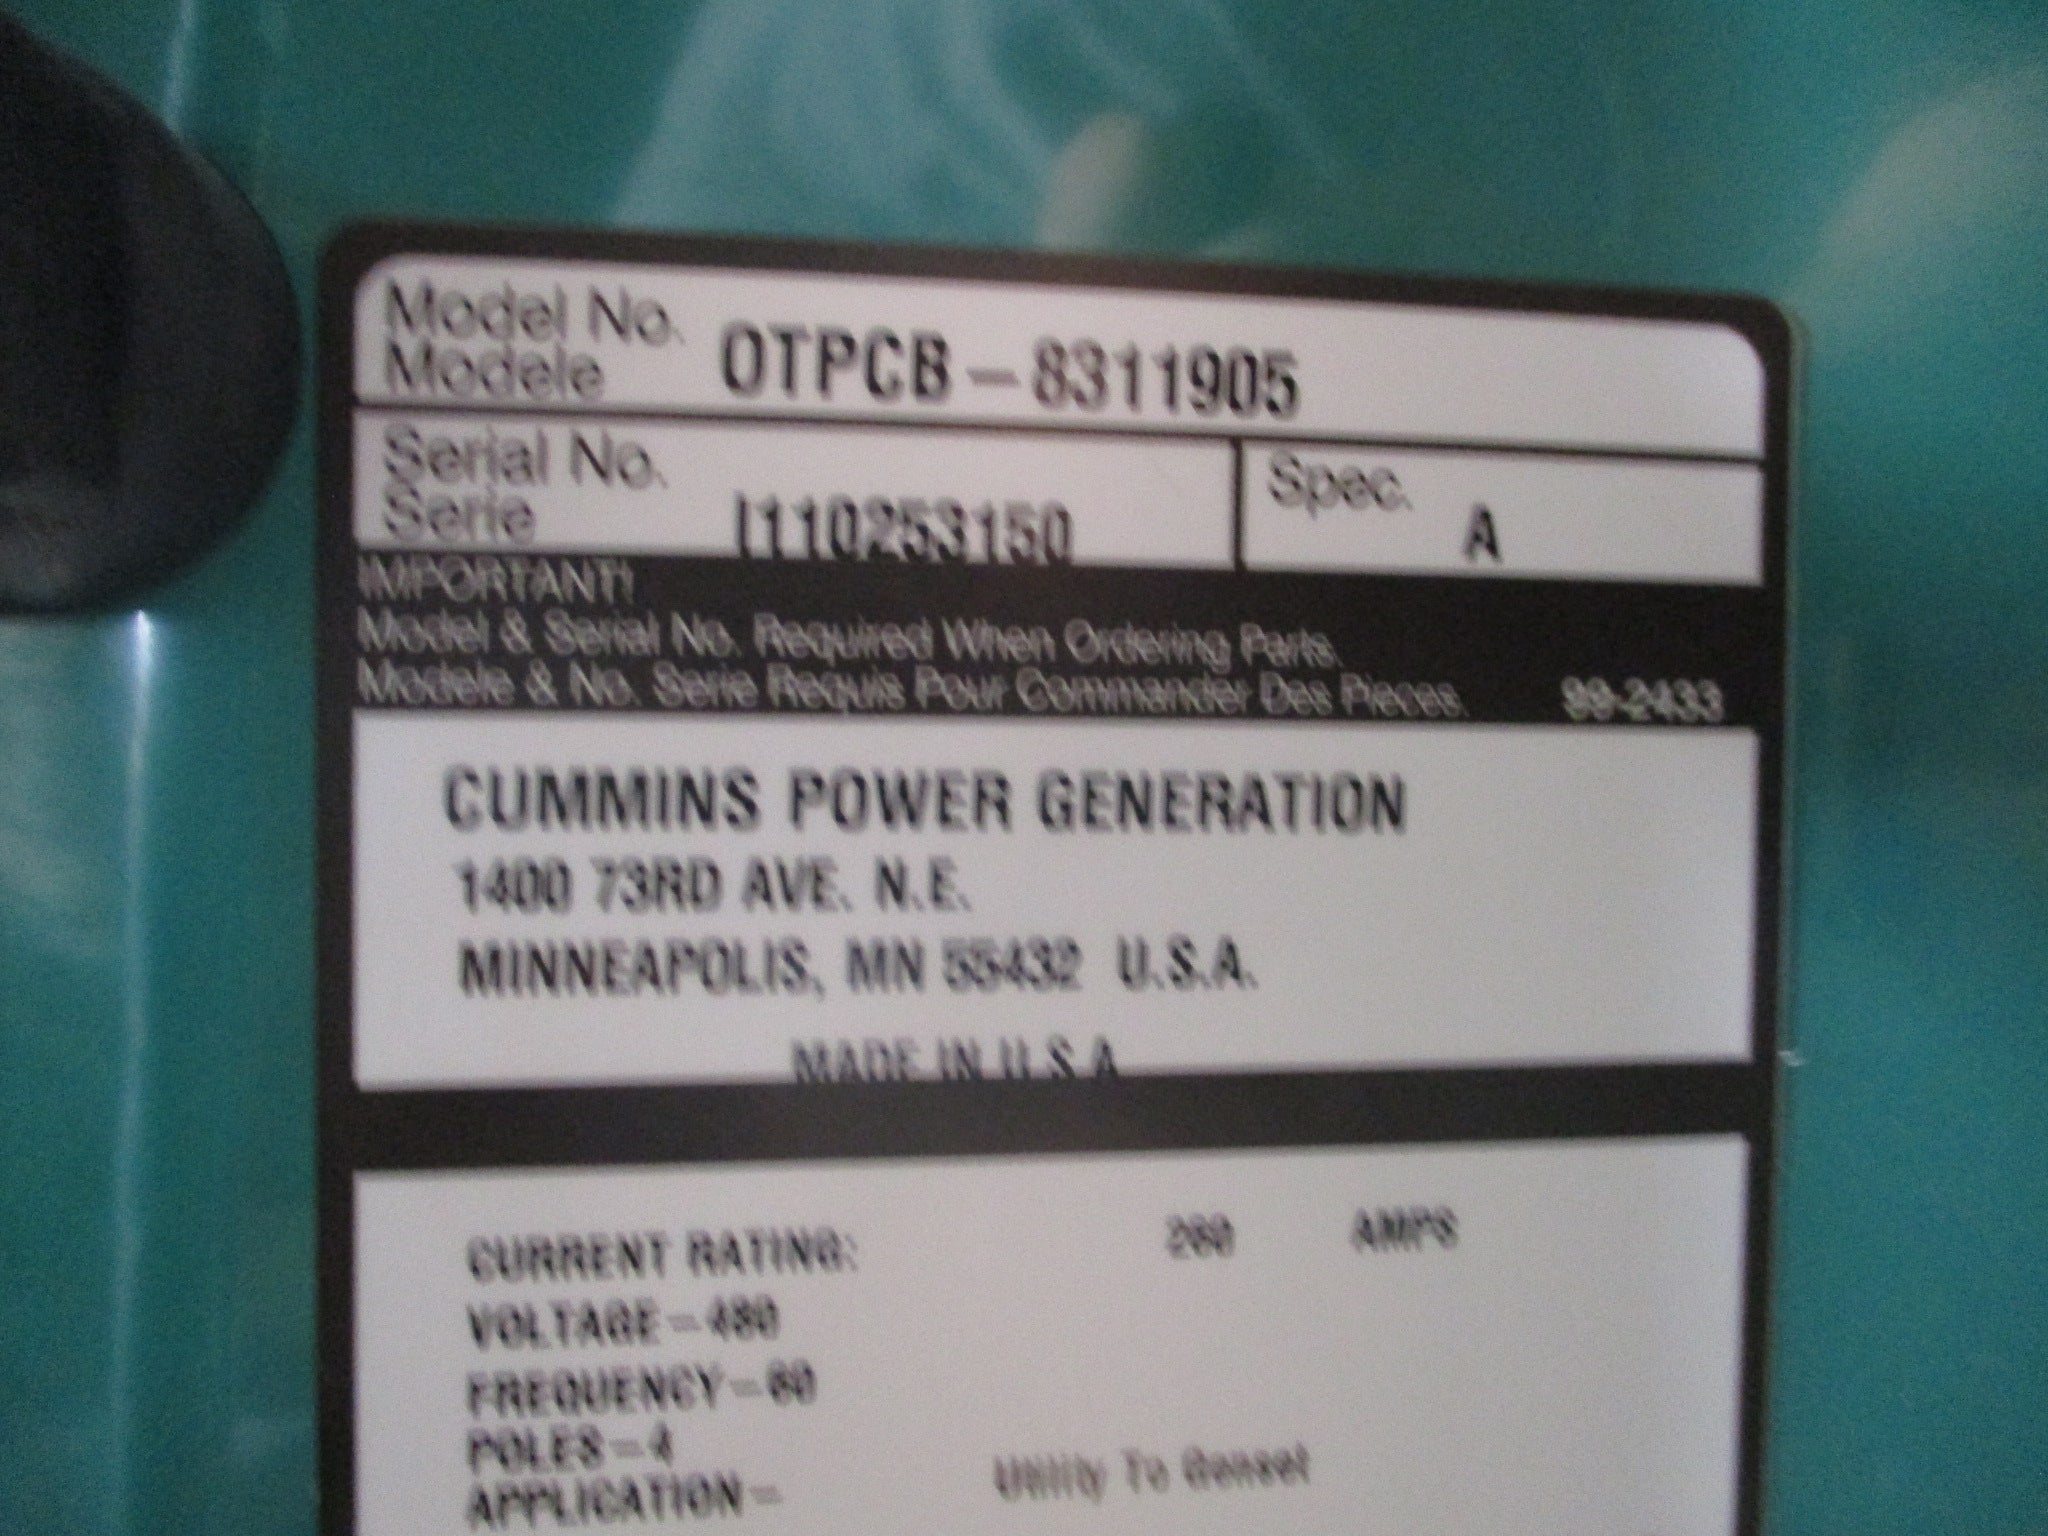 Model No.
Modele OTPCB-8311905
Serial No.
Serie I110253150
Spec. A
IMPORTANT!
Model & Serial No. Required When Ordering Parts.
Modele & No. Serie Requis Pour Commander Des Pieces. 99-2433
CUMMINS POWER GENERATION
1400 73RD AVE. N.E.
MINNEAPOLIS, MN 55432 U.S.A.
MADE IN U.S.A
CURRENT RATING: 260 AMPS
VOLTAGE-480
FREQUENCY-60
POLES-4
APPLICATION- Utility To Genset